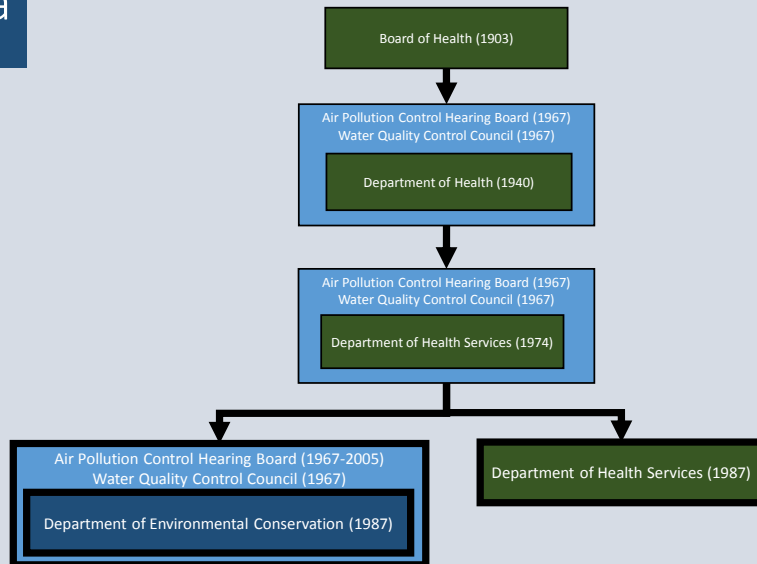 a
Board of Health (1903)
Air Pollution Control Hearing Board (1967)
Water Quality Control Council (1967)
Department of Health (1940)
Air Pollution Control Hearing Board (1967)
Water Quality Control Council (1967)
Department of Health Services (1974)
Air Pollution Control Hearing Board (1967-2005)
Water Quality Control Council (1967)
Department of Environmental Conservation (1987)
Department of Health Services (1987)